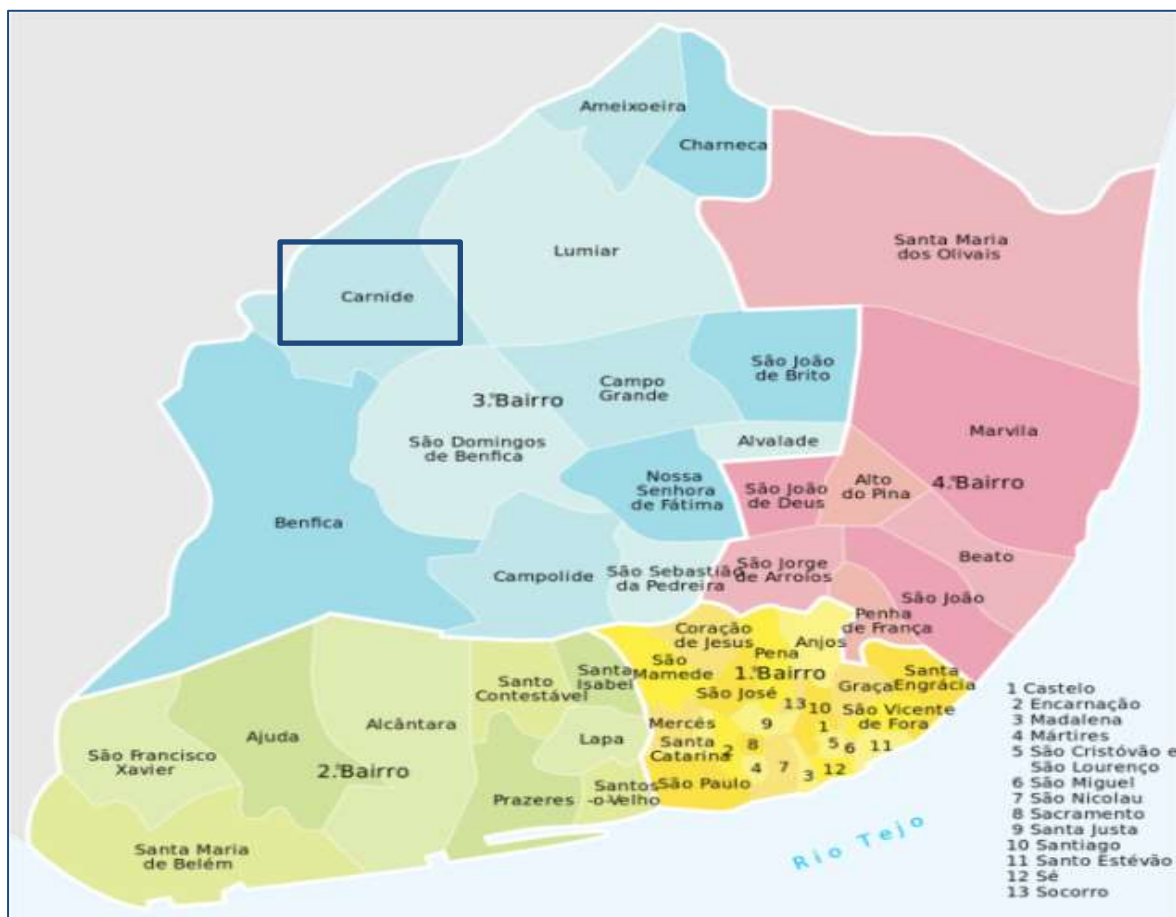 Ameixoeira
Charneca
Lumiar
Santa Maria
dos Olivais
Carnide
São João
de Brito
Campo
Grande
3.ºBairro
São Domingos
de Benfica
Alvalade
Marvila
Nossa
Senhora
de Fátima
São João
de Deus
Alto
do Pina
4.ºBairro
Benfica
Campolide
São Sebastião
da Pedreira
São Jorge
de Arroios
Beato
São João
Penha
de França
Coração
de Jesus
Anjos
Pena
São
Mamede
1.ºBairro
Santa
Isabel
Santo
Contestável
Santa
Engrácia
Graça
São José
13
10
São Vicente
de Fora
Mercês
9
1
Alcântara
Ajuda
São Francisco
Xavier
2.ºBairro
Lapa
Santa
Catarina
2
8
5
6
11
4
7
3
12
São Paulo
Prazeres
Santos
-o-Velho
Santa Maria
de Belém
Rio Tejo
1 Castelo
2 Encarnação
3 Madalena
4 Mártires
5 São Cristóvão e
São Lourenço
6 São Miguel
7 São Nicolau
8 Sacramento
9 Santa Justa
10 Santiago
11 Santo Estévão
12 Sé
13 Socorro